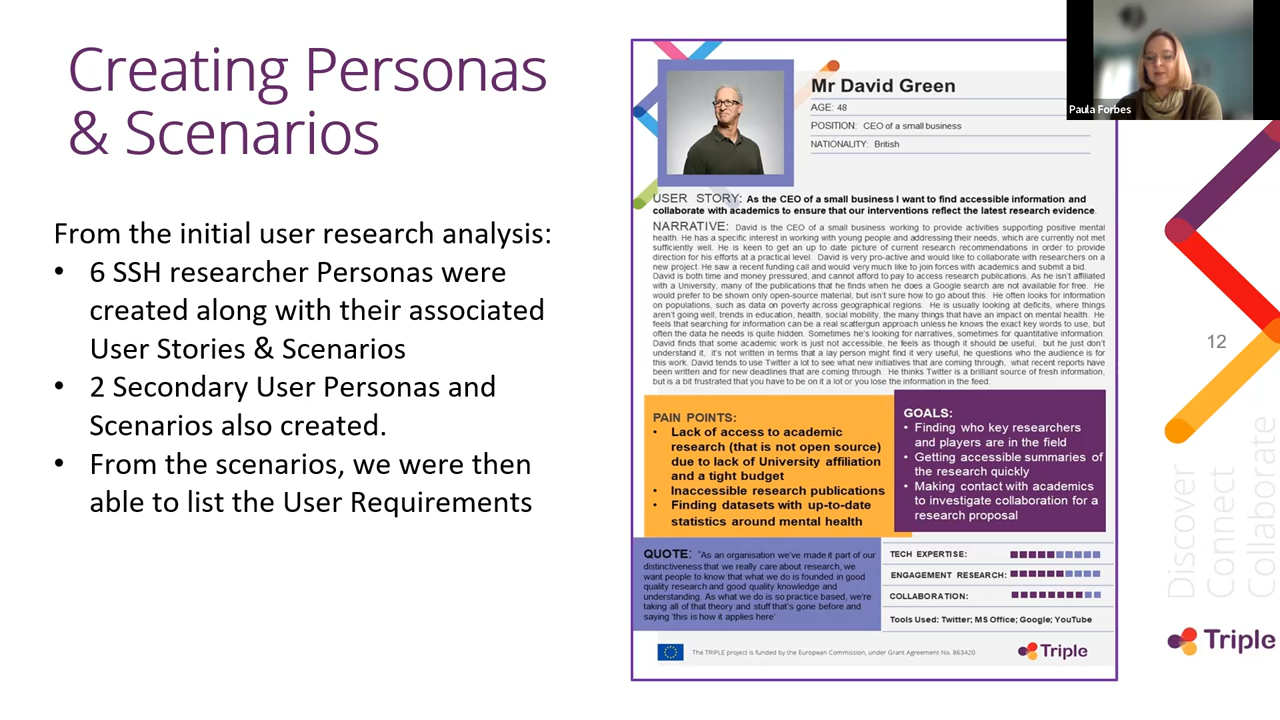 Creating Personas
& Scenarios
From the initial user research analysis:
• 6 SSH researcher Personas were
created along with their associated
User Stories & Scenarios
• 2 Secondary User Personas and
Scenarios also created.
• From the scenarios, we were then
able to list the User Requirements
Mr David Green
AGE: 48
POSITION: CEO of a small business
NATIONALITY: British
USER STORY: As the CEO of a small business I want to find accessible information and
collaborate with academics to ensure that our interventions reflect the latest research evidence.
NARRATIVE: David is the CEO of a small business working to provide activities supporting positive mental
health. He has a specific interest in working with young people and addressing their needs, which are currently not met
sufficiently well. He is keen to get an up to date picture of current research recommendations in order to provide
direction for his efforts at a practical level. David is very pro-active and would like to collaborate with researchers on a
new project. He saw a recent funding call and would very much like to join forces with academics and submit a bid.
David is both time and money pressured, and cannot afford to pay to access research publications. As he isn't affiliated
with a University, many of the publications that he finds when he does a Google search are not available for free. He
would prefer to be shown only open-source material, but isn't sure how to go about this. He often looks for information
on populations, such as data on poverty across geographical regions. He is usually looking at deficits, where things
aren't going well, trends in education, health, social mobility, the many things that have an impact on mental health. He
feels that searching for information can be a real scattergun approach unless he knows the exact key words to use, but
often the data he needs is quite hidden. Sometimes he's looking for narratives, sometimes for quantitative information.
David finds that some academic work is just not accessible, he feels as though it should be useful, but he just don't
understand it, it's not written in terms that a lay person might find it very useful, he questions who the audience is for
this work. David tends to use Twitter a lot to see what new initiatives that are coming through, what recent reports have
been written and for new deadlines that are coming through. He thinks Twitter is a brilliant source of fresh information,
but is a bit frustrated that you have to be on it a lot or you lose the information in the feed.
PAIN POINTS:
• Lack of access to academic
research (that is not open source)
due to lack of University affiliation
and a tight budget
• Inaccessible research publications
• Finding datasets with up-to-date
statistics around mental health
GOALS:
• Finding who key researchers
and players are in the field
• Getting accessible summaries of
the research quickly
• Making contact with academics
to investigate collaboration for a
research proposal
QUOTE: "As an organisation we've made it part of our
distinctiveness that we really care about research, we
want people to know that what we do is founded in good
quality research and good quality knowledge and
understanding. As what we do is so practice based, we're
taking all of that theory and stuff that's gone before and
saying 'this is how it applies here'
TECH EXPERTISE:
ENGAGEMENT RESEARCH:
COLLABORATION:
Tools Used: Twitter; MS Office; Google; YouTube
The TRIPLE project is funded by the European Commission, under Grant Agreement No. 863420
Triple
Paula Forbes
12
Discover
Connect
Collaborate
Triple